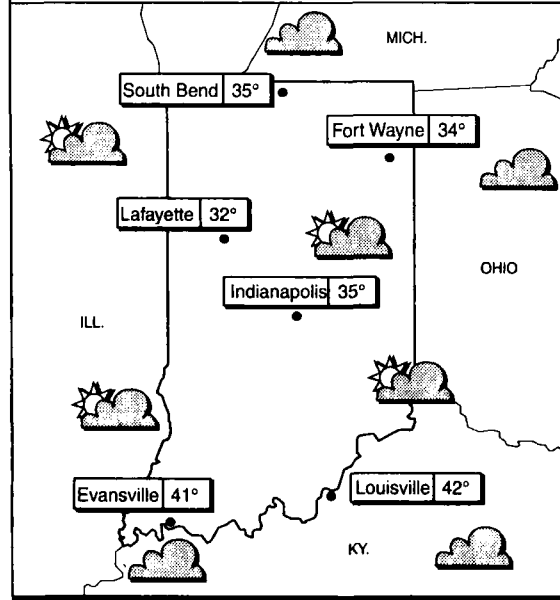 MICH.
South Bend 35°
Fort Wayne 34°
Lafayette 32°
OHIO
Indianapolis 35°
ILL.
Evansville 41°
Louisville 42°
KY.